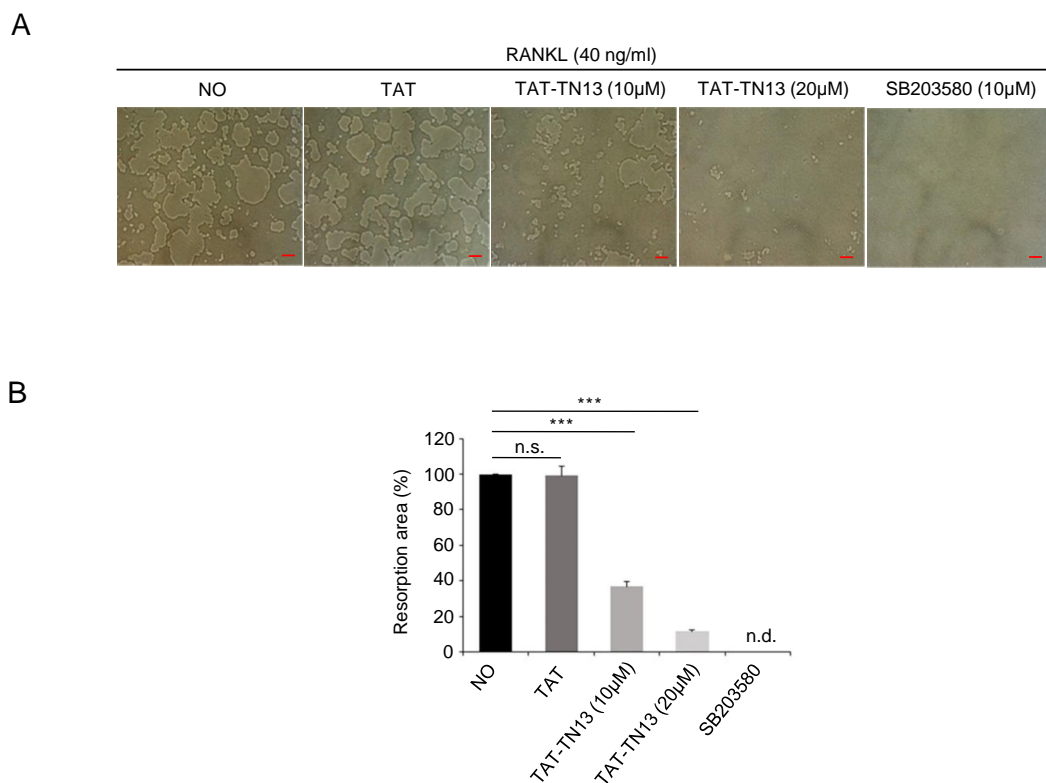 A
RANKL (40 ng/ml)
NO TAT TAT-TN13 (10µM) TAT-TN13 (20µM) SB203580 (10µM)
B
***
***
n.s.
120
100
80
60
40
20
0
Resorption area (%)
n.d.
NO
TAT
TAT-TN13 (10µM)
TAT-TN13 (20µM)
SB203580